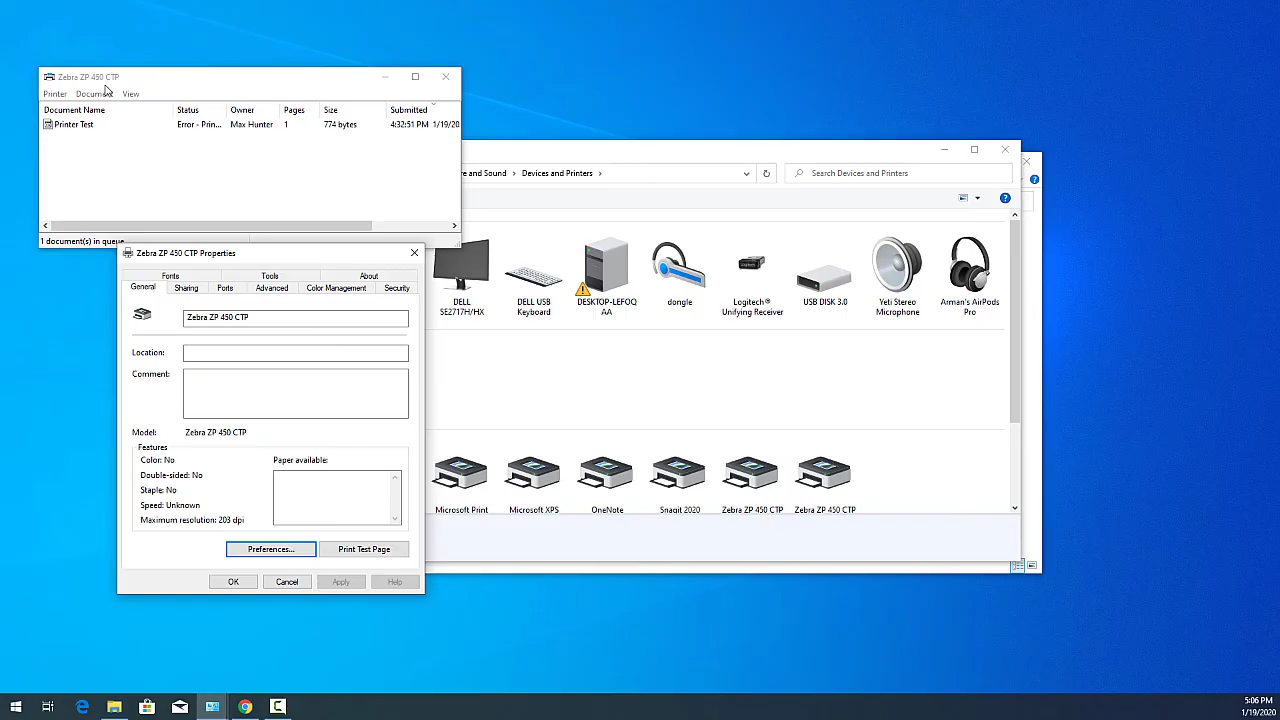 Zebra ZP 450 CTP
Printer Document View
Document Name Status Owner Pages Size Submitted
Printer Test Error - Prin... Max Hunter 1 774 bytes 4:32:51 PM 1/19/20
1 document(s) in queue
Zebra ZP 450 CTP Properties
Fonts Tools About
General Sharing Ports Advanced Color Management Security
Zebra ZP 450 CTP
Location:
Comment:
Model: Zebra ZP 450 CTP
Features
Color: No
Double-sided: No
Staple: No
Speed: Unknown
Maximum resolution: 203 dpi
Paper available:
Preferences... Print Test Page
OK Cancel Apply Help
re and Sound > Devices and Printers >
Search Devices and Printers
DELL SE2717H/HX
DELL USB Keyboard
DESKTOP-LEFOQ AA
dongle
Logitech® Unifying Receiver
USB DISK 3.0
Yeti Stereo Microphone
Arman's AirPods Pro
Microsoft Print
Microsoft XPS
OneNote
Snagit 2020
Zebra ZP 450 CTP
Zebra ZP 450 CTP
5:06 PM
1/19/2020